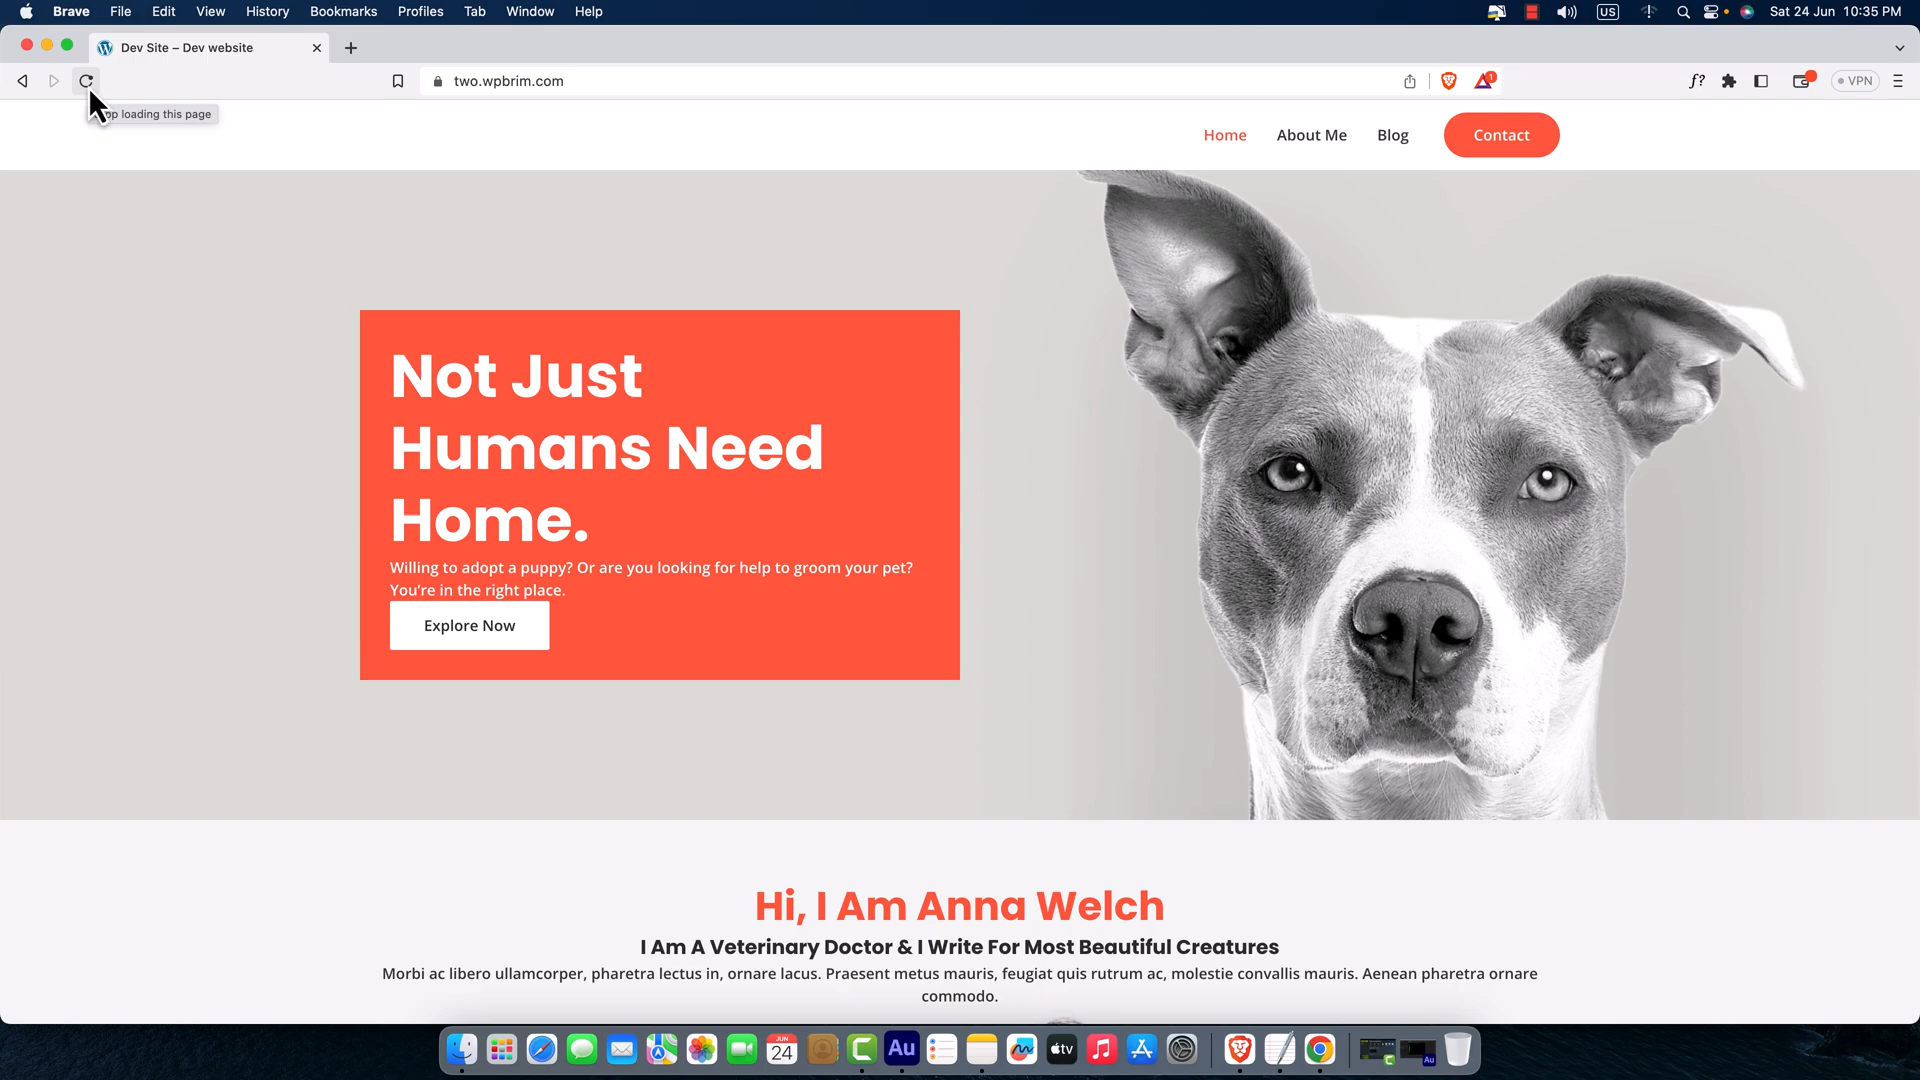 Brave File Edit View History Bookmarks Profiles Tab Window Help US Sat 24 Jun 10:35 PM
Dev Site – Dev website
two.wpbrim.com 1 f? VPN
loading this page
Home About Me Blog Contact
Not Just
Humans Need
Home.
Willing to adopt a puppy? Or are you looking for help to groom your pet?
You’re in the right place.
Explore Now
Hi, I Am Anna Welch
I Am A Veterinary Doctor & I Write For Most Beautiful Creatures
Morbi ac libero ullamcorper, pharetra lectus in, ornare lacus. Praesent metus mauris, feugiat quis rutrum ac, molestie convallis mauris. Aenean pharetra ornare
commodo.
JUN
24
Au
tv
Au